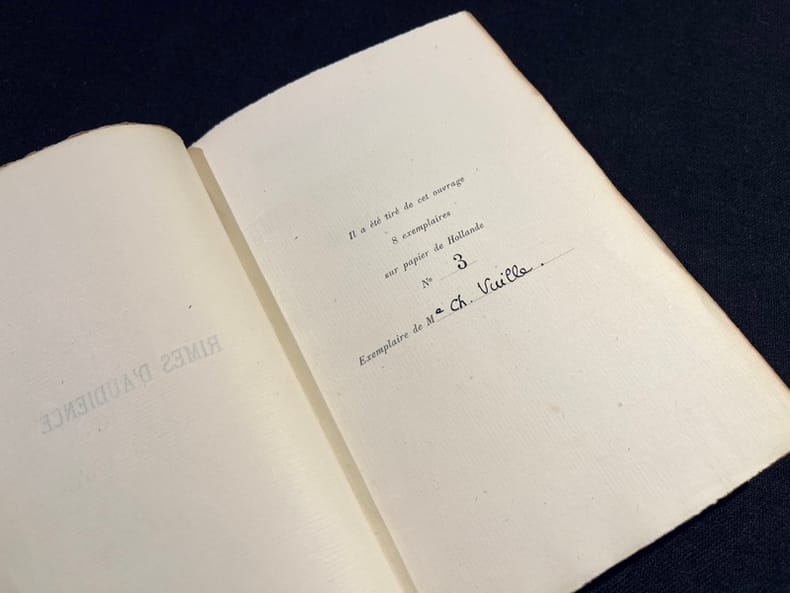 RIMES D'AUDIENCE
Il a été tiré de cet ouvrage
8 exemplaires
sur papier de Hollande
No 3
Exemplaire de Me Ch. Vuille.